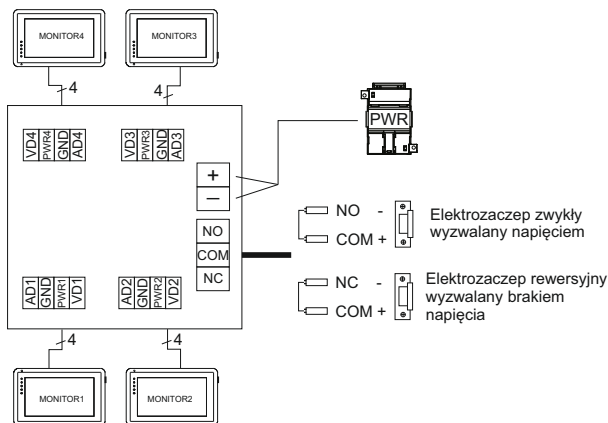 MONITOR4
MONITOR3
4
4
VD4
PWR4
GND
AD4
VD3
PWR3
GND
AD3
PWR
+
–
NO
COM
NC
NO -
COM +
Elektrozaczep zwykły
wyzwalany napięciem
NC -
COM +
Elektrozaczep rewersyjny
wyzwalany brakiem
napięcia
AD1
GND
PWR1
VD1
AD2
GND
PWR2
VD2
4
4
MONITOR1
MONITOR2